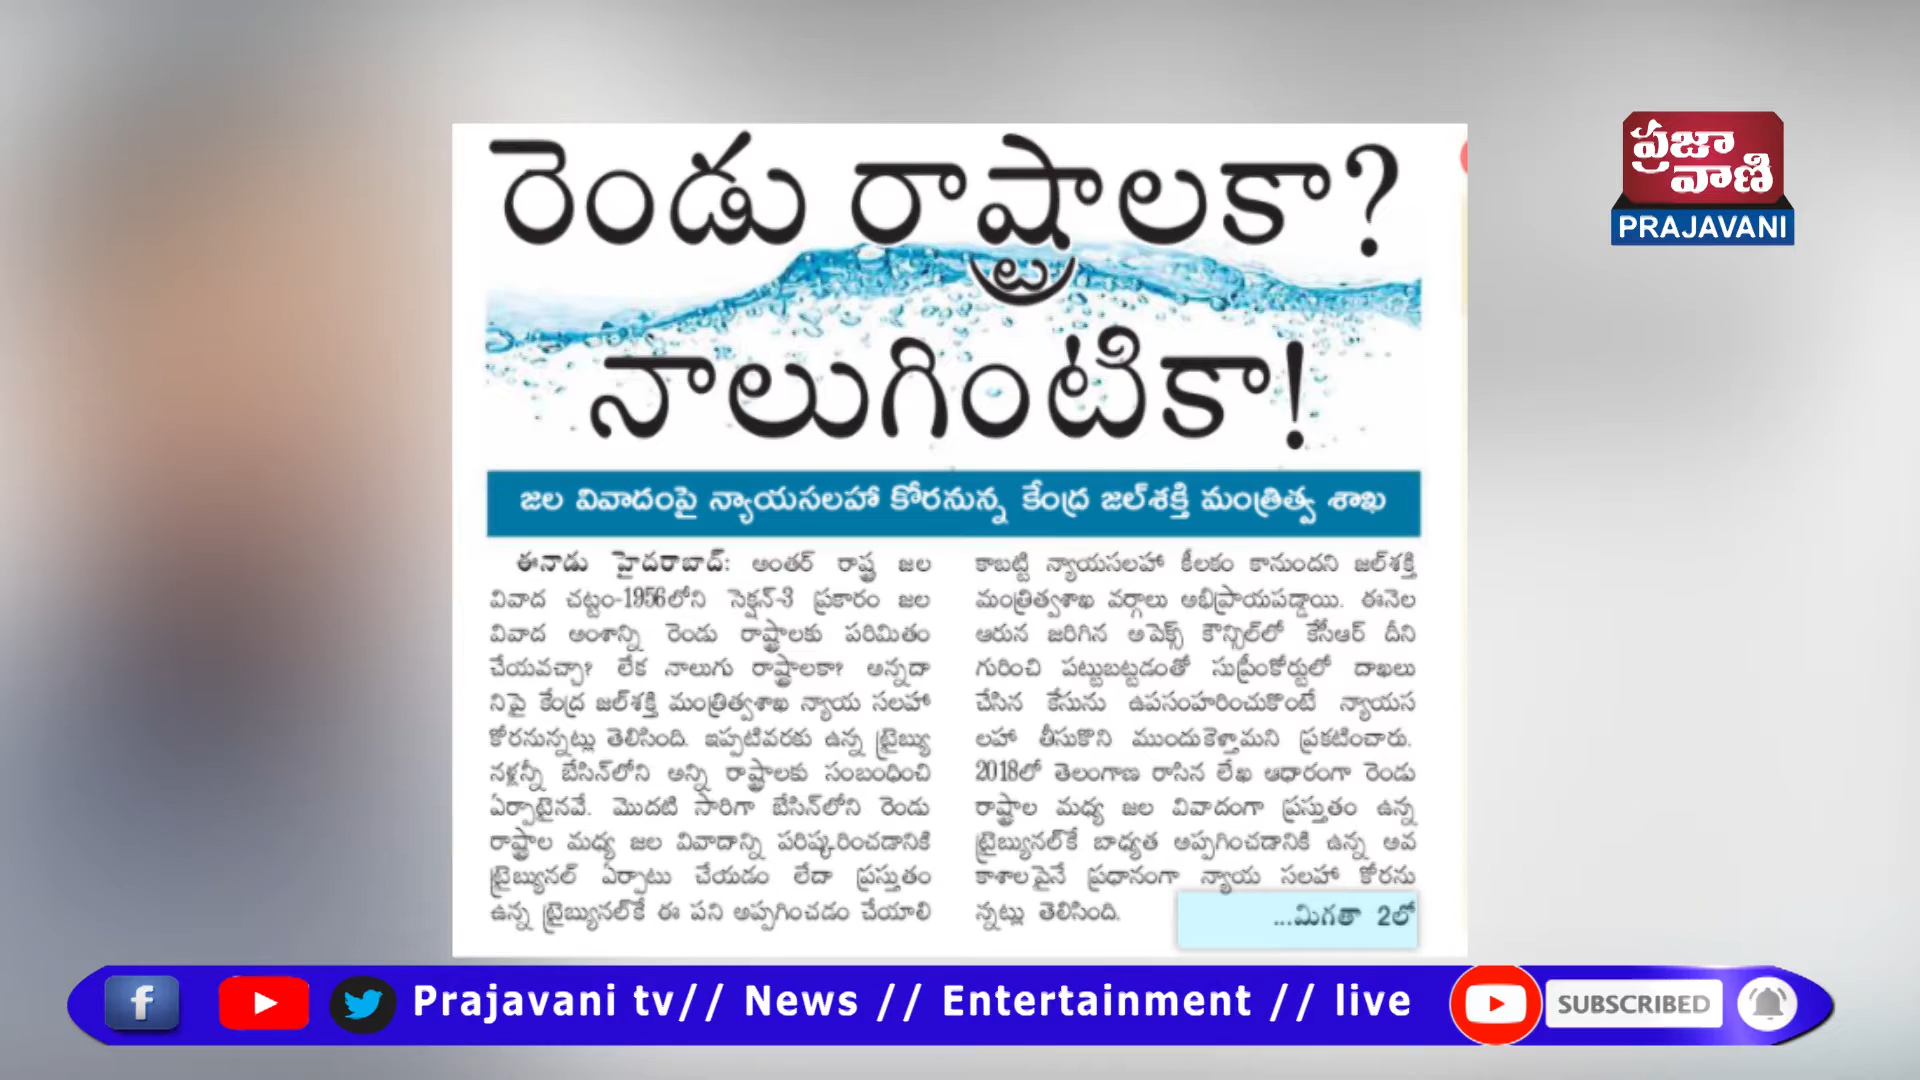 రెండు రాష్ట్రాలకా?
నాలుగింటికా!
జల వివాదంపై న్యాయసలహా కోరనున్న కేంద్ర జల్‌శక్తి మంత్రిత్వ శాఖ
ఈనాడు హైదరాబాద్: అంతర్ రాష్ట్ర జల
వివాద చట్టం-1956లోని సెక్షన్-3 ప్రకారం జల
వివాద అంశాన్ని రెండు రాష్ట్రాలకు పరిమితం
చేయవచ్చా? లేక నాలుగు రాష్ట్రాలకా? అన్నదా
నిపై కేంద్ర జల్‌శక్తి మంత్రిత్వశాఖ న్యాయ సలహా
కోరనున్నట్లు తెలిసింది. ఇప్పటివరకు ఉన్న ట్రైబ్యు
నళ్లన్నీ బేసిన్‌లోని అన్ని రాష్ట్రాలకు సంబంధించి
ఏర్పాటైనవే. మొదటి సారిగా బేసిన్‌లోని రెండు
రాష్ట్రాల మధ్య జల వివాదాన్ని పరిష్కరించడానికి
ట్రైబ్యునల్ ఏర్పాటు చేయడం లేదా ప్రస్తుతం
ఉన్న ట్రైబ్యునల్‌కే ఈ పని అప్పగించడం చేయాలి
కాబట్టి న్యాయసలహా కీలకం కానుందని జల్‌శక్తి
మంత్రిత్వశాఖ వర్గాలు అభిప్రాయపడ్డాయి. ఈనెల
ఆరున జరిగిన అపెక్స్ కౌన్సిల్‌లో కేసీఆర్ దీని
గురించి పట్టుబట్టడంతో సుప్రీంకోర్టులో దాఖలు
చేసిన కేసును ఉపసంహరించుకొంటే న్యాయస
లహా తీసుకొని ముందుకెళ్తామని ప్రకటించారు.
2018లో తెలంగాణ రాసిన లేఖ ఆధారంగా రెండు
రాష్ట్రాల మధ్య జల వివాదంగా ప్రస్తుతం ఉన్న
ట్రైబ్యునల్‌కే బాధ్యత అప్పగించడానికి ఉన్న అవ
కాశాలపైనే ప్రధానంగా న్యాయ సలహా కోరను
న్నట్లు తెలిసింది.
...మిగతా 2లో
ప్రజా
వాణి
PRAJAVANI
Prajavani tv// News // Entertainment // live
SUBSCRIBED